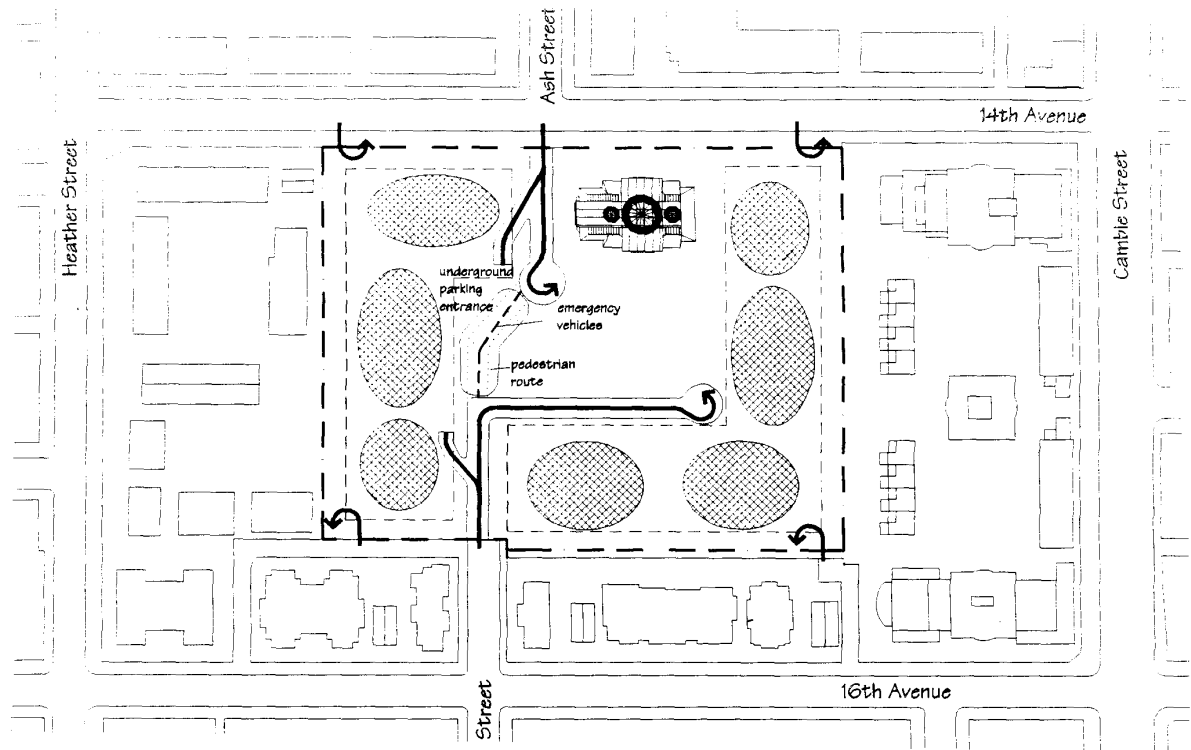 Ash Street
14th Avenue
Heather Street
Cambie Street
underground
parking
entrance
emergency
vehicles
pedestrian
route
16th Avenue
Street